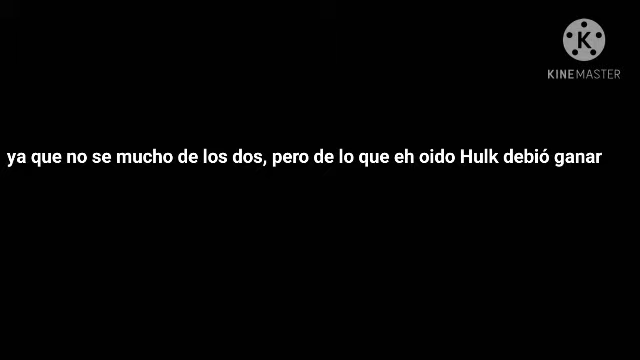 KINEMASTER
ya que no se mucho de los dos, pero de lo que eh oido Hulk debió ganar